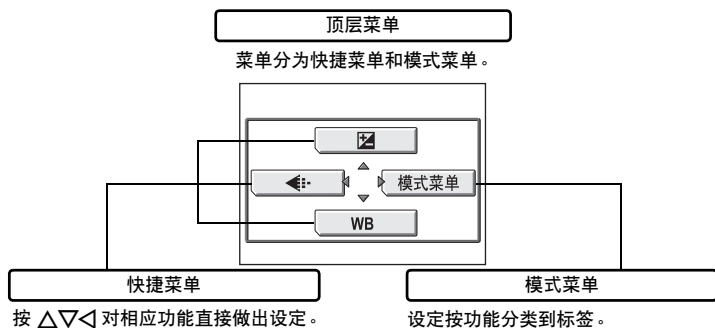 顶层菜单
菜单分为快捷菜单和模式菜单。
模式菜单
WB
快捷菜单
模式菜单
按 △▽◁ 对相应功能直接做出设定。
设定按功能分类到标签。